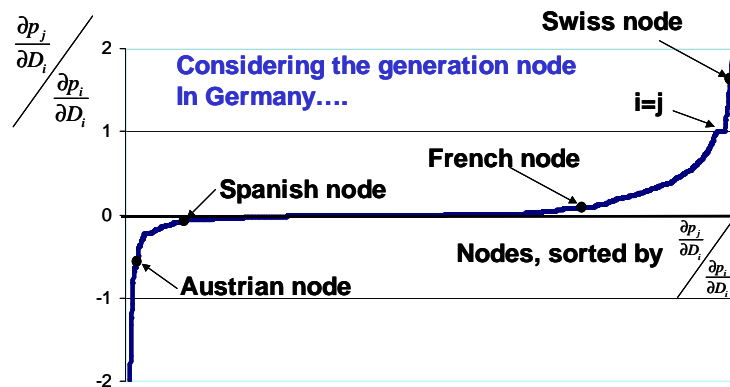 Swiss node
∂p_j/∂D_i / ∂p_i/∂D_i
2
Considering the generation node
In Germany....
i=j
1
French node
Spanish node
0
Nodes, sorted by ∂p_j/∂D_i / ∂p_i/∂D_i
Austrian node
-1
-2